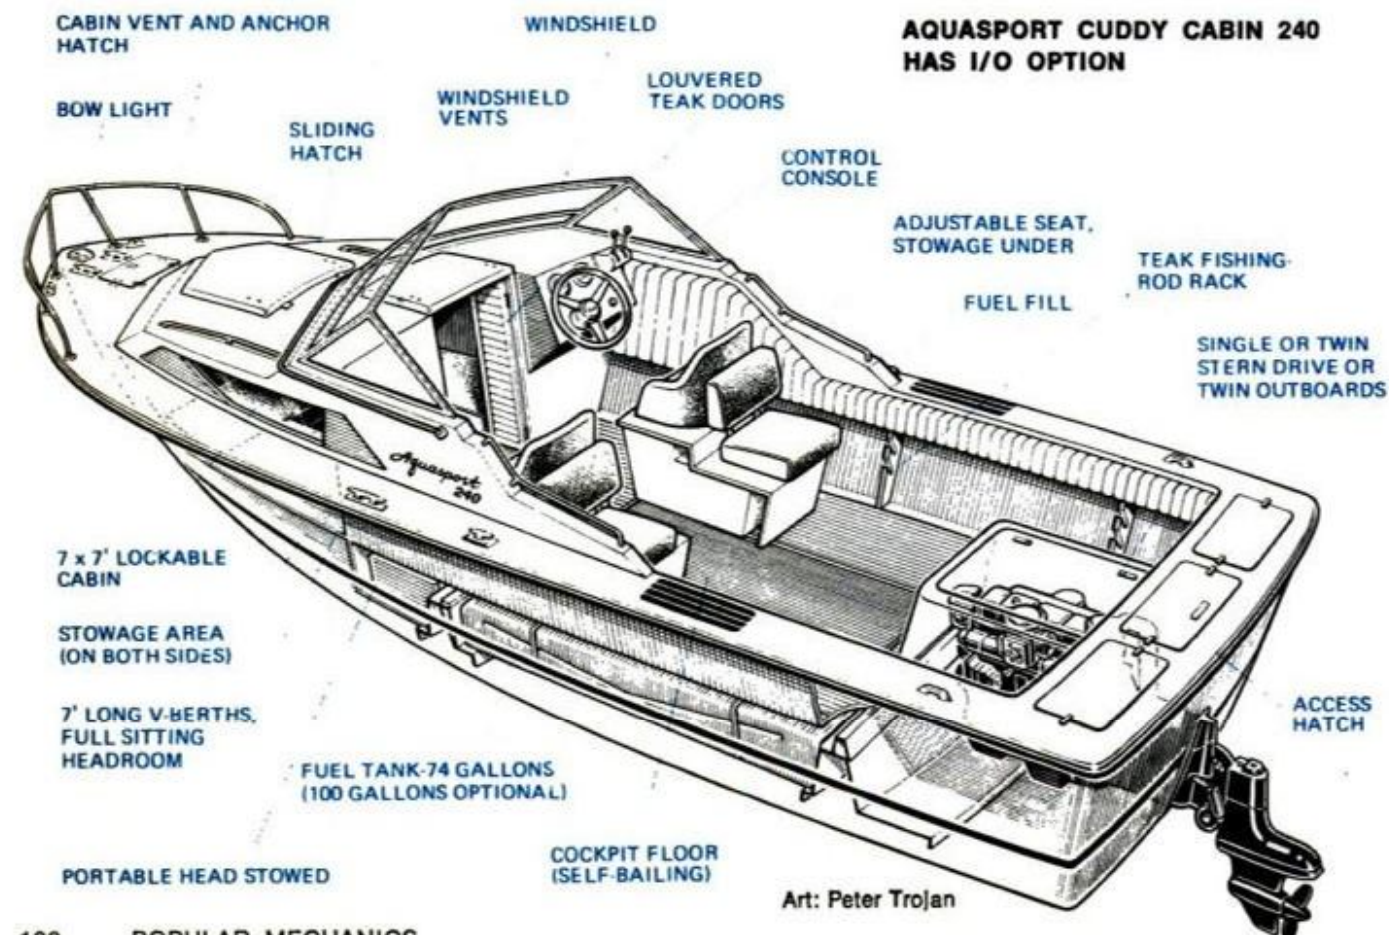 CABIN VENT AND ANCHOR
HATCH
WINDSHIELD
AQUASPORT CUDDY CABIN 240
HAS I/O OPTION
BOW LIGHT
SLIDING
HATCH
WINDSHIELD
VENTS
LOUVERED
TEAK DOORS
CONTROL
CONSOLE
ADJUSTABLE SEAT,
STOWAGE UNDER
TEAK FISHING-
ROD RACK
FUEL FILL
SINGLE OR TWIN
STERN DRIVE OR
TWIN OUTBOARDS
Aquasport
240
7 x 7' LOCKABLE
CABIN
STOWAGE AREA
(ON BOTH SIDES)
7' LONG V-BERTHS,
FULL SITTING
HEADROOM
FUEL TANK-74 GALLONS
(100 GALLONS OPTIONAL)
ACCESS
HATCH
PORTABLE HEAD STOWED
COCKPIT FLOOR
(SELF-BAILING)
Art: Peter Trojan
POPULAR MECHANICS